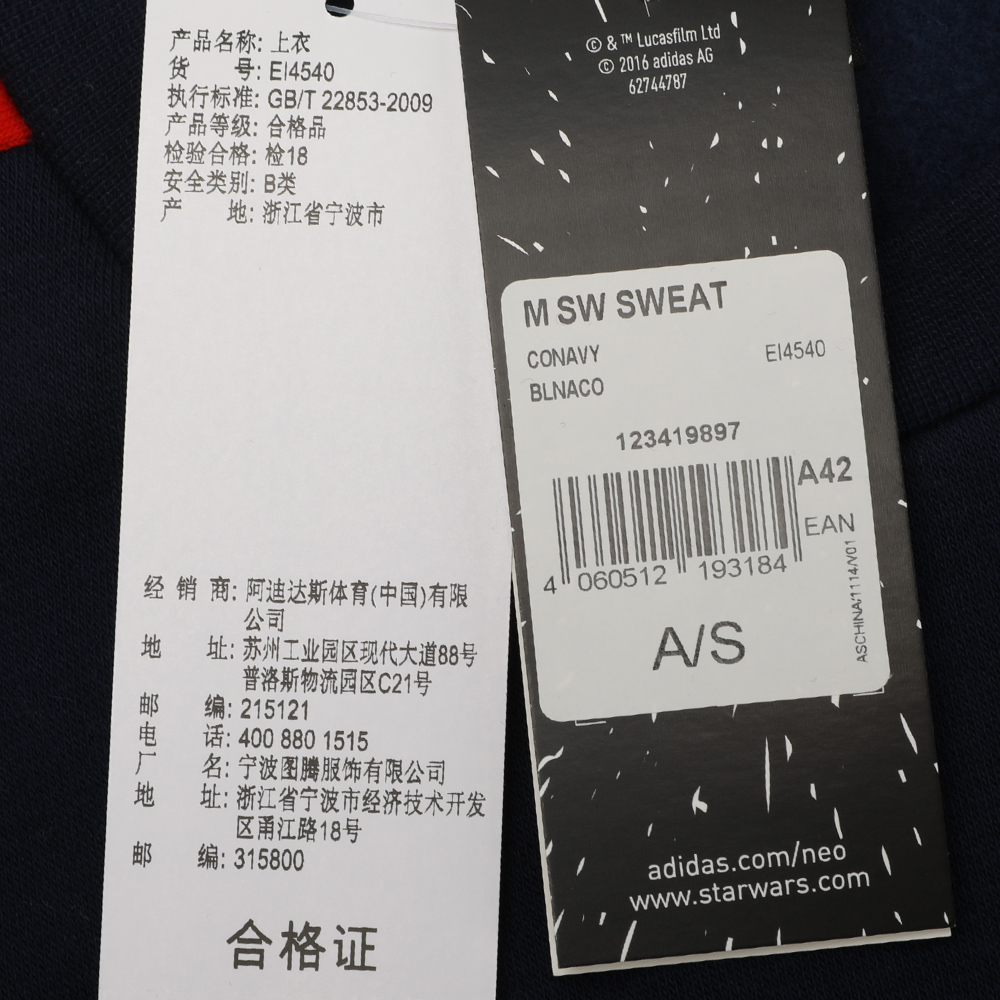 产品名称: 上衣
货 号: EI4540
执行标准: GB/T 22853-2009
产品等级: 合格品
检验合格: 检18
安全类别: B类
产 地: 浙江省宁波市
经 销 商: 阿迪达斯体育(中国)有限
公司
地 址: 苏州工业园区现代大道88号
普洛斯物流园区C21号
邮 编: 215121
电 话: 400 880 1515
厂 名: 宁波图腾服饰有限公司
地 址: 浙江省宁波市经济技术开发
区甬江路18号
邮 编: 315800
合格证
© & ™ Lucasfilm Ltd
© 2016 adidas AG
62744787
M SW SWEAT
CONAVY EI4540
BLNACO
123419897
A42
EAN
4 060512 193184
A/S
ASCHINA/1114/V01
adidas.com/neo
www.starwars.com